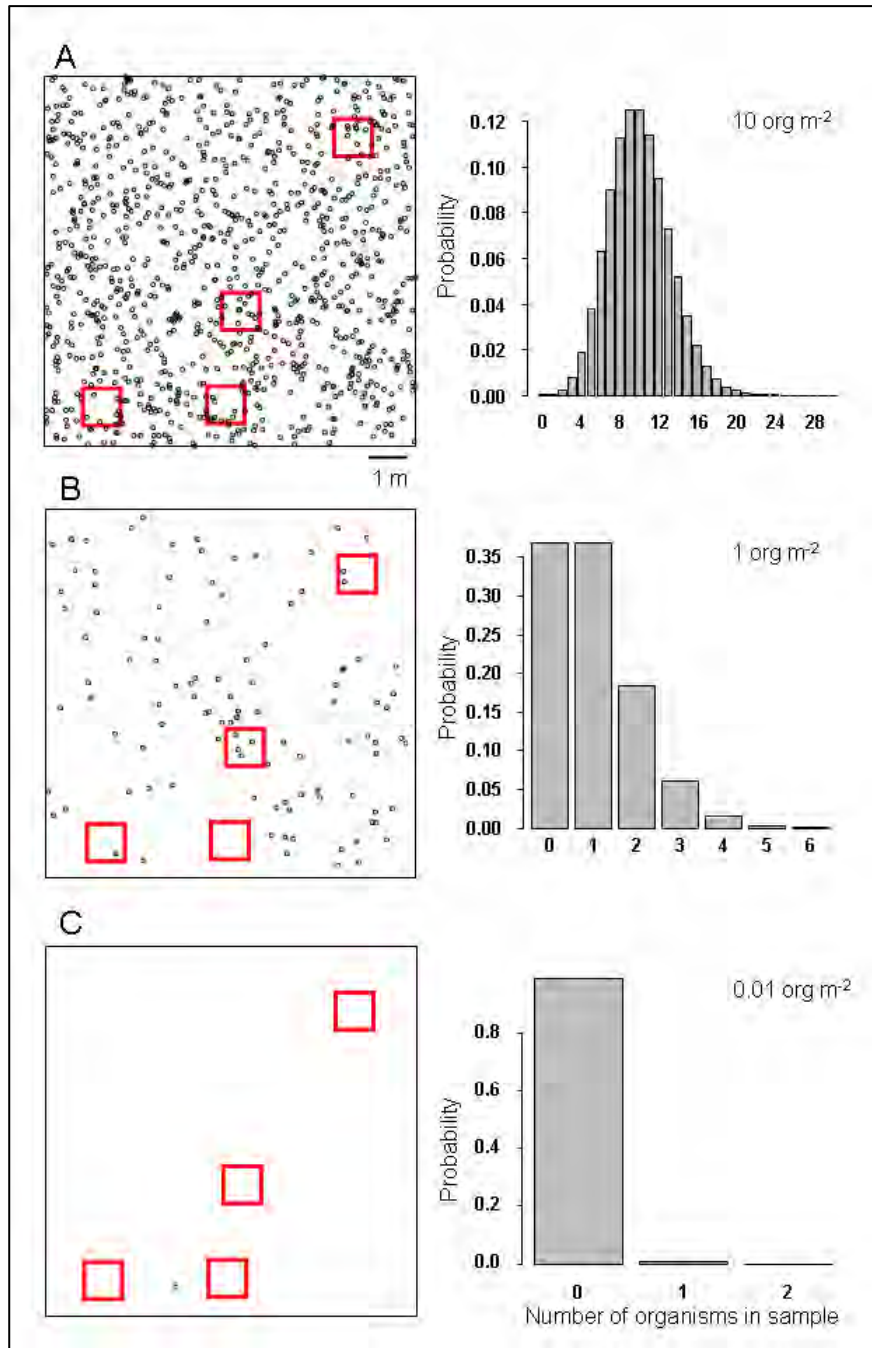 A
10 org m⁻²
Probability
0.12
0.10
0.08
0.06
0.04
0.02
0.00
0 4 8 12 16 20 24 28
1 m
B
1 org m⁻²
Probability
0.35
0.30
0.25
0.20
0.15
0.10
0.05
0.00
0 1 2 3 4 5 6
C
0.01 org m⁻²
Probability
0.8
0.6
0.4
0.2
0.0
0 1 2
Number of organisms in sample